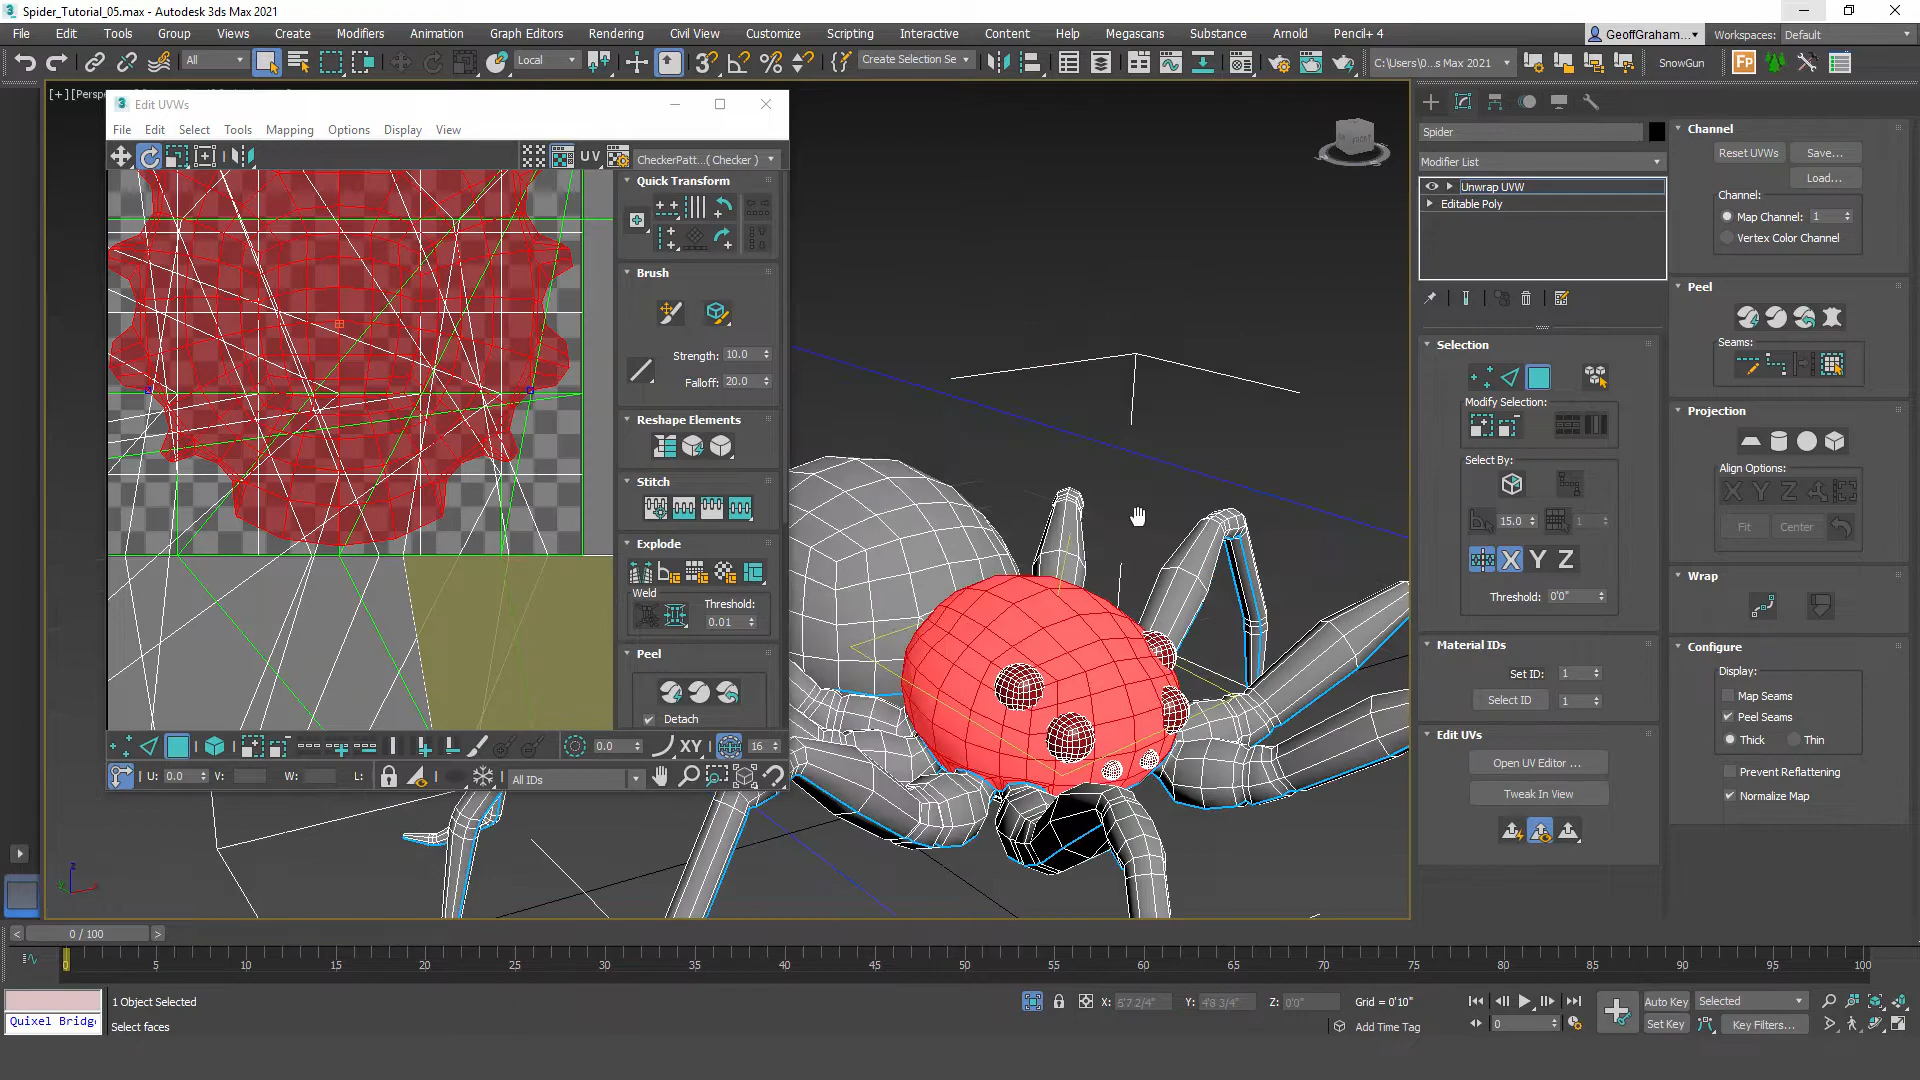 Spider_Tutorial_05.max - Autodesk 3ds Max 2021
File Edit Tools Group Views Create Modifiers Animation Graph Editors Rendering Civil View Customize Scripting Interactive Content Help Megascans Substance Arnold Pencil+ 4 GeoffGraham... Workspaces: Default
All Local Create Selection Se C:\Users\0...s Max 2021 SnowGun
[+] [Persp
Edit UVWs
File Edit Select Tools Mapping Options Display View
UV CheckerPatt...( Checker )
Quick Transform
Brush
Strength: 10.0
Falloff: 20.0
Reshape Elements
Stitch
Explode
Weld
Threshold:
0.01
Peel
Detach
0.0 XY 16
U: 0.0 V: W: L: All IDs
Spider
Modifier List
Unwrap UVW
Editable Poly
Selection
Modify Selection:
Select By:
15.0 1
X Y Z
Threshold: 0'0"
Material IDs
Set ID: 1
Select ID 1
Edit UVs
Open UV Editor ...
Tweak In View
Channel
Reset UVWs Save...
Load...
Channel:
Map Channel: 1
Vertex Color Channel
Peel
Seams:
Projection
Align Options:
X Y Z
Fit Center
Wrap
Configure
Display:
Map Seams
Peel Seams
Thick Thin
Prevent Reflattening
Normalize Map
< 0 / 100 >
0 5 10 15 20 25 30 35 40 45 50 55 60 65 70 75 80 85 90 95 100
1 Object Selected
Quixel Bridg
Select faces
X: 5'7 2/4" Y: 4'8 3/4" Z: 0'0" Grid = 0'10"
Add Time Tag
0
Auto Key Selected
Set Key Key Filters...
z